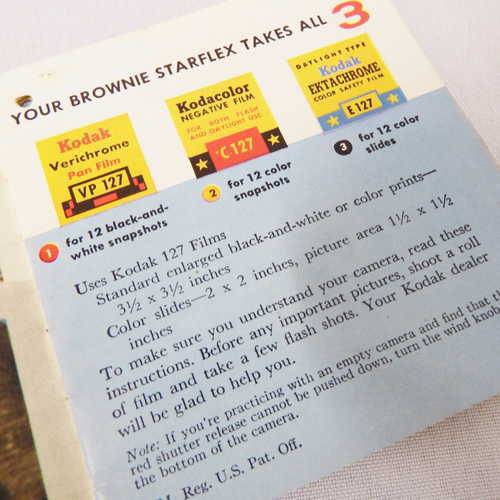 YOUR BROWNIE STARFLEX TAKES ALL 3
Kodak
Verichrome
Pan Film
VP 127
Kodacolor
NEGATIVE FILM
FOR BOTH FLASH
AND DAYLIGHT USE
C 127
DAYLIGHT TYPE
Kodak
EKTACHROME
COLOR SAFETY FILM
E 127
1 for 12 black-and-
white snapshots
2 for 12 color
snapshots
3 for 12 color
slides
Uses Kodak 127 Films
Standard enlarged black-and-white or color prints—
3½ x 3½ inches
Color slides—2 x 2 inches, picture area 1½ x 1½
inches
To make sure you understand your camera, read these
instructions. Before any important pictures, shoot a roll
of film and take a few flash shots. Your Kodak dealer
will be glad to help you.
Note: If you're practicing with an empty camera and find that
red shutter release cannot be pushed down, turn the wind knob
the bottom of the camera.
Reg. U.S. Pat. Off.